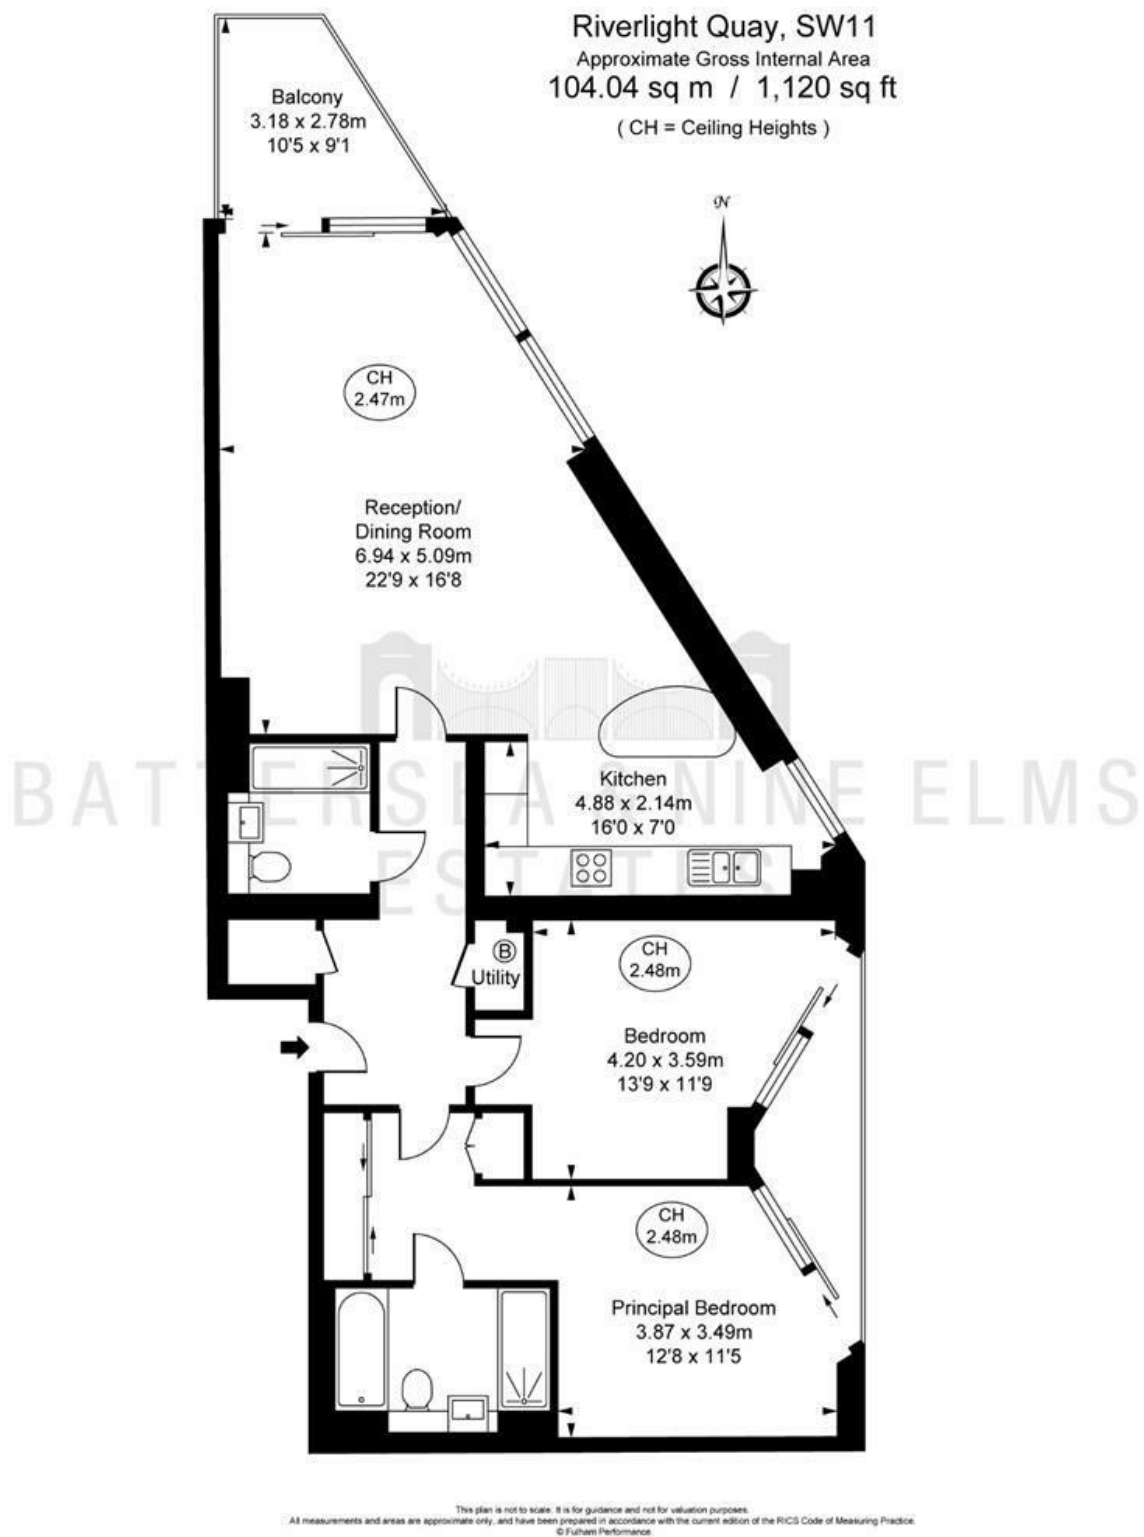 Riverlight Quay, SW11
Approximate Gross Internal Area
104.04 sq m / 1,120 sq ft
( CH = Ceiling Heights )
Balcony
3.18 x 2.78m
10'5 x 9'1
N
CH
2.47m
Reception/
Dining Room
6.94 x 5.09m
22'9 x 16'8
Kitchen
4.88 x 2.14m
16'0 x 7'0
BATTERSEA & NINE ELMS
ESTATES
B
Utility
CH
2.48m
Bedroom
4.20 x 3.59m
13'9 x 11'9
CH
2.48m
Principal Bedroom
3.87 x 3.49m
12'8 x 11'5
This plan is not to scale. It is for guidance and not for valuation purposes.
All measurements and areas are approximate only, and have been prepared in accordance with the current edition of the RICS Code of Measuring Practice.
© Fulham Performance